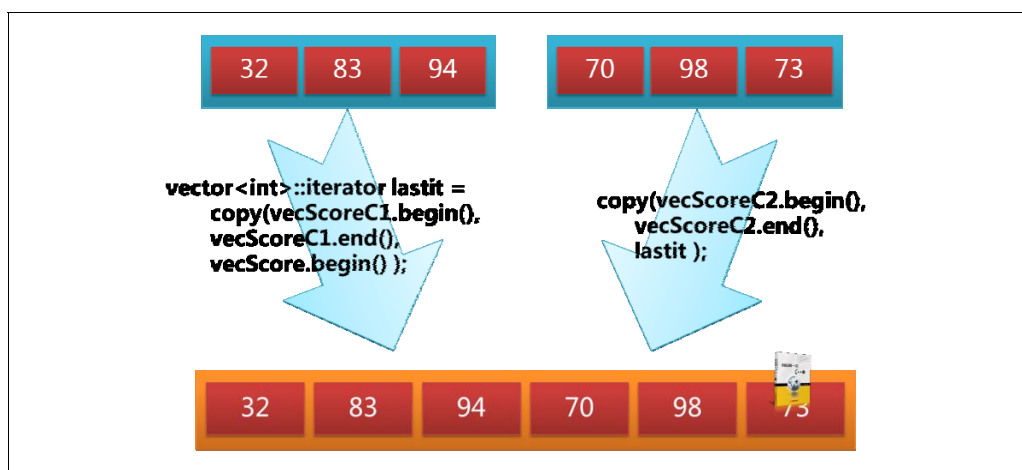 32 83 94 70 98 73
vector<int>::iterator lastit =
copy(vecScoreC1.begin(),
vecScoreC1.end(),
vecScore.begin() );
copy(vecScoreC2.begin(),
vecScoreC2.end(),
lastit );
32 83 94 70 98 73